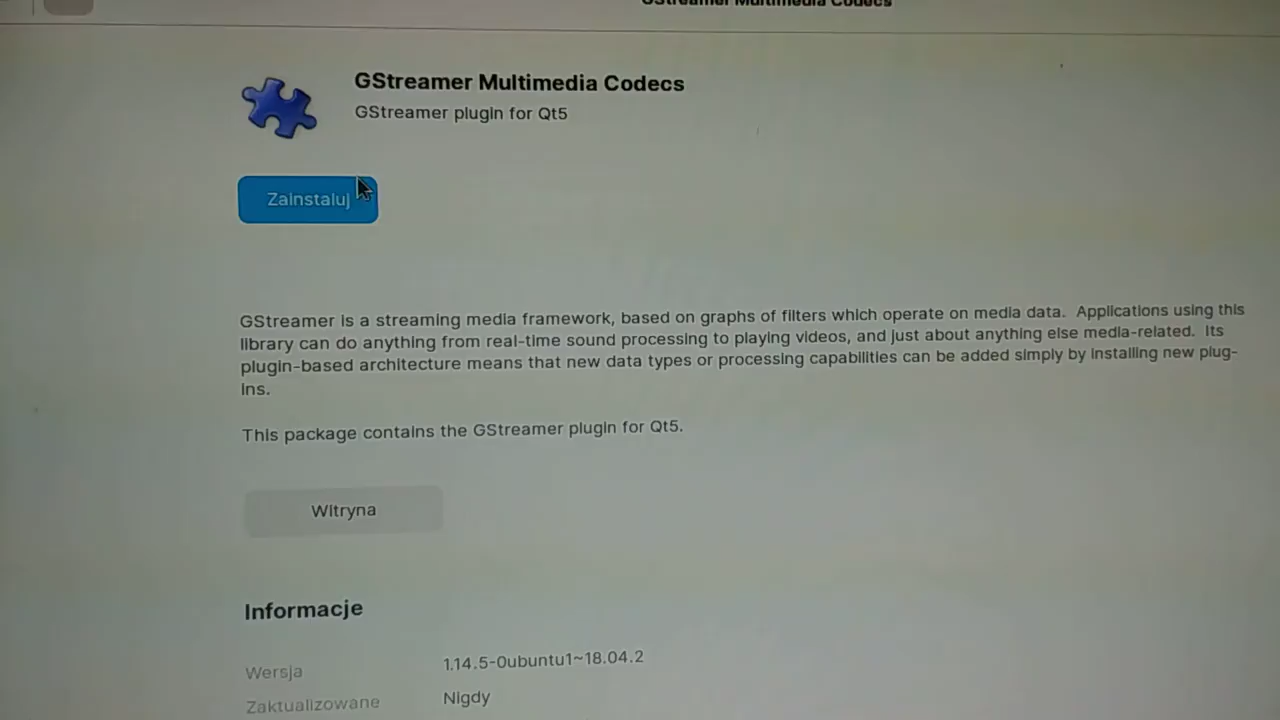 GStreamer Multimedia Codecs
GStreamer Multimedia Codecs
GStreamer plugin for Qt5
Zainstaluj
GStreamer is a streaming media framework, based on graphs of filters which operate on media data. Applications using this
library can do anything from real-time sound processing to playing videos, and just about anything else media-related. Its
plugin-based architecture means that new data types or processing capabilities can be added simply by installing new plug-
ins.
This package contains the GStreamer plugin for Qt5.
Witryna
Informacje
Wersja 1.14.5-0ubuntu1~18.04.2
Zaktualizowane Nigdy